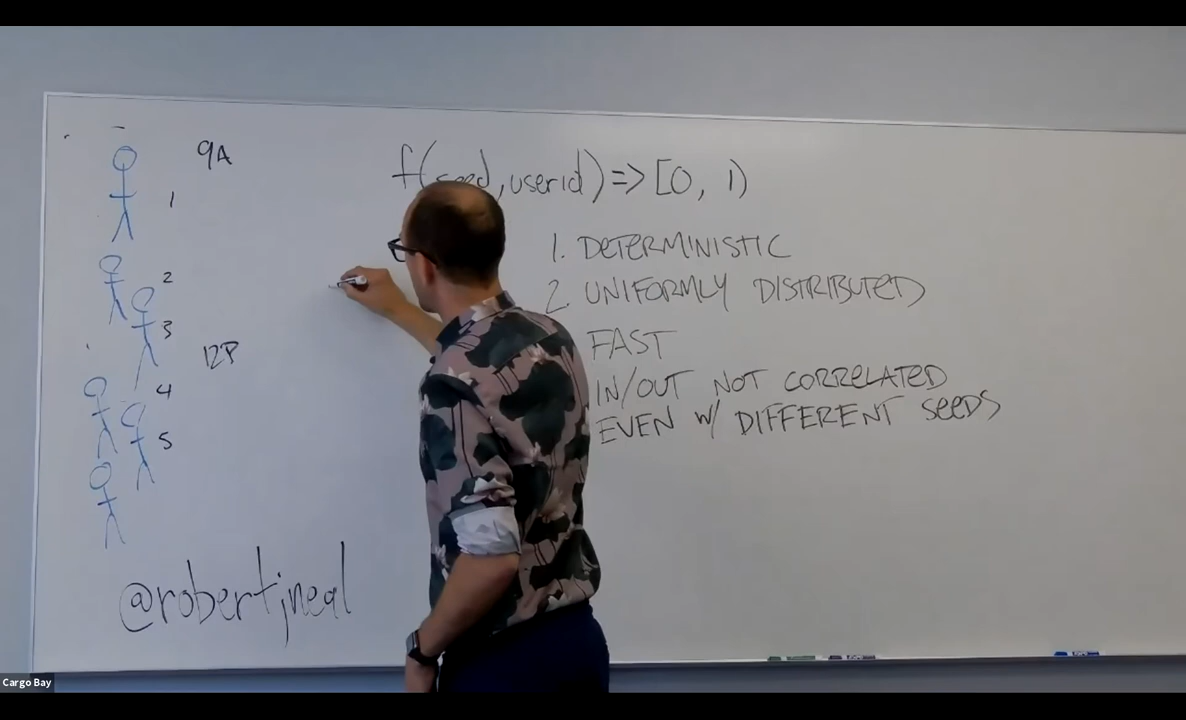 9A
1
2
3
12P
4
5
@robertjneal
f(seed,userid) => [0, 1)
1. DETERMINISTIC
2. UNIFORMLY DISTRIBUTED
FAST
IN/OUT NOT CORRELATED
EVEN w/ DIFFERENT SEEDS
Cargo Bay